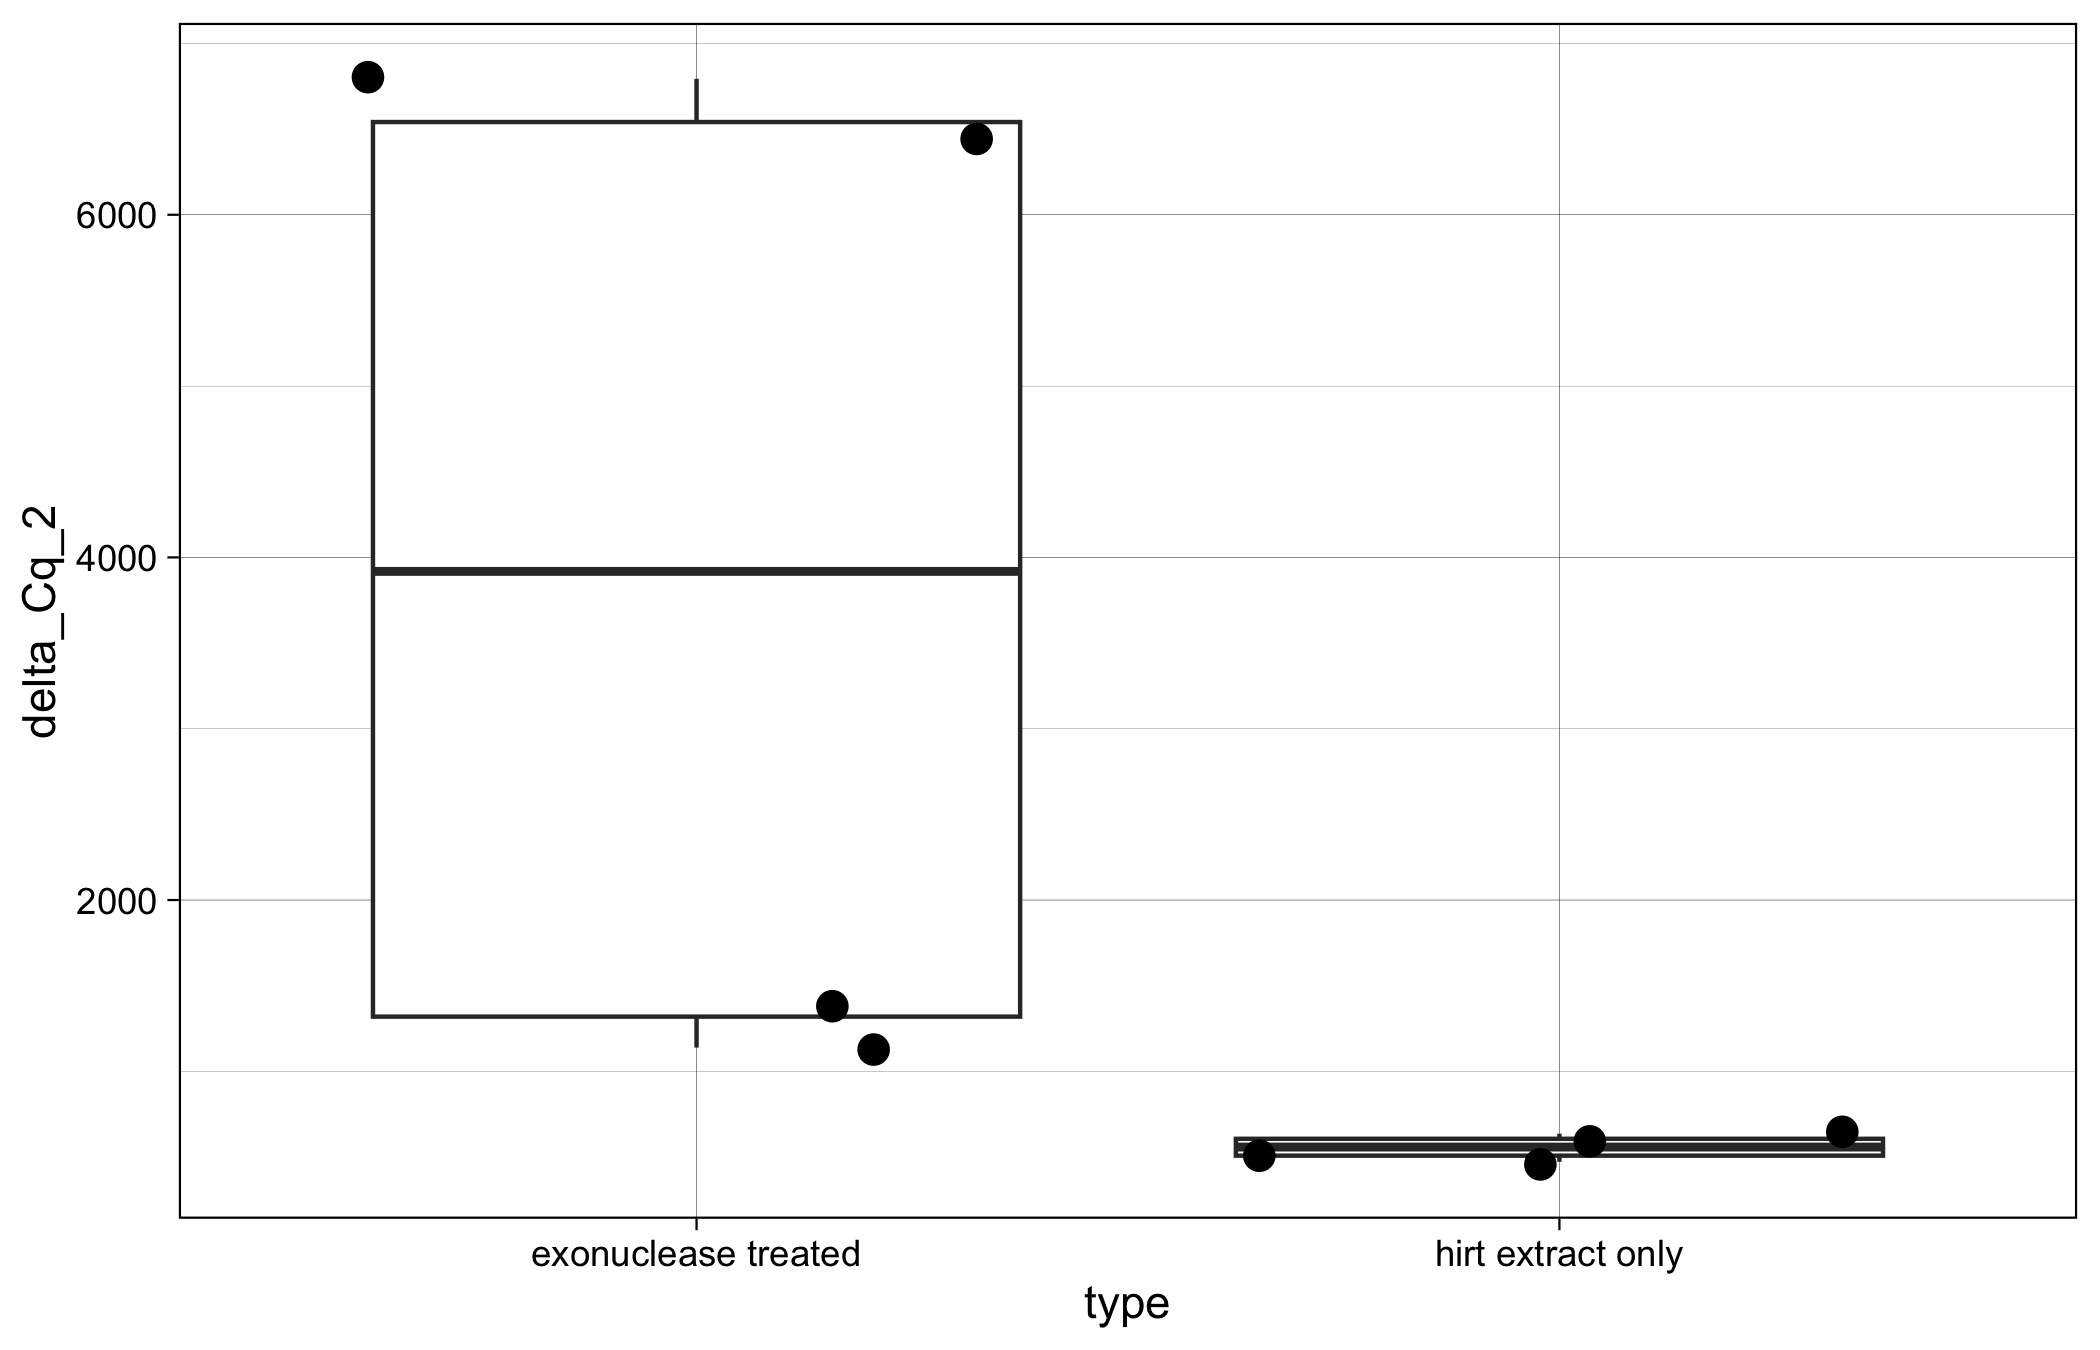 delta_Cq_2
6000
4000
2000
exonuclease treated
hirt extract only
type